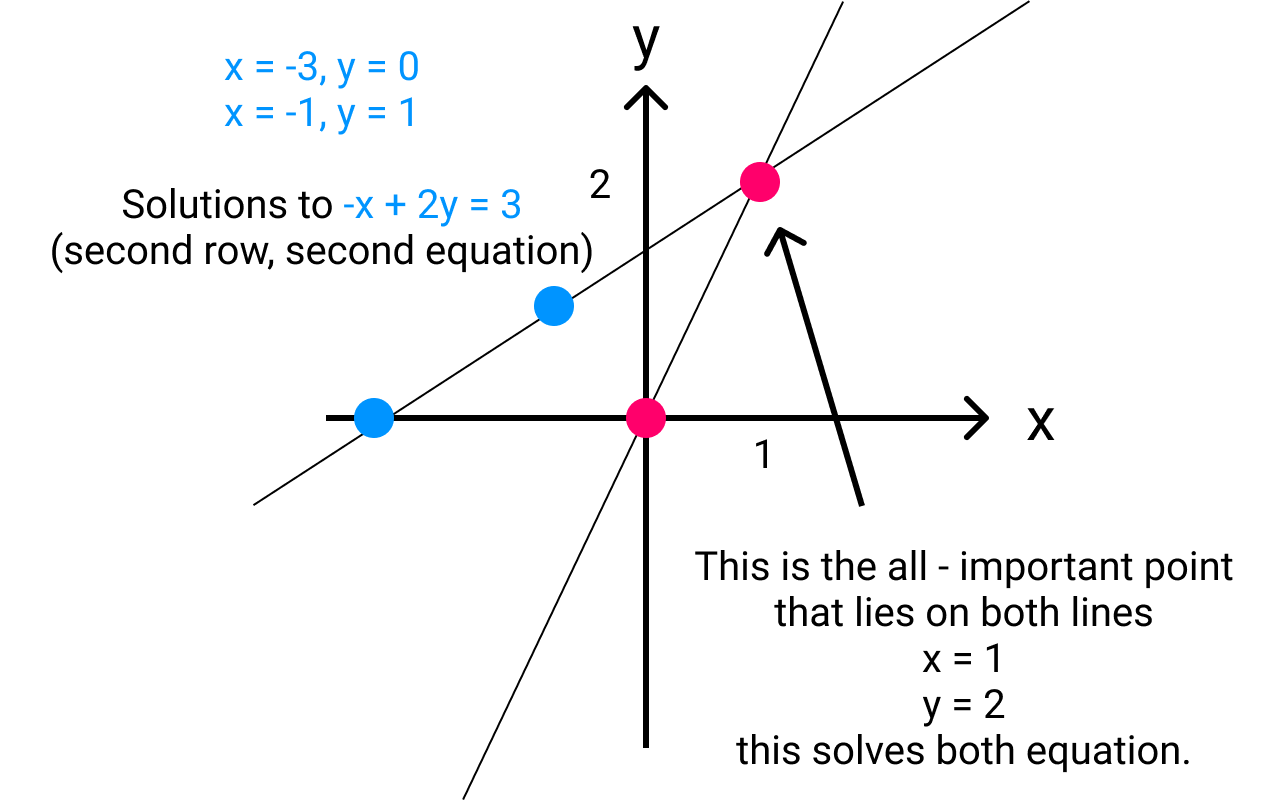 y
x = -3, y = 0
x = -1, y = 1
2
Solutions to -x + 2y = 3
(second row, second equation)
x
1
This is the all - important point
that lies on both lines
x = 1
y = 2
this solves both equation.